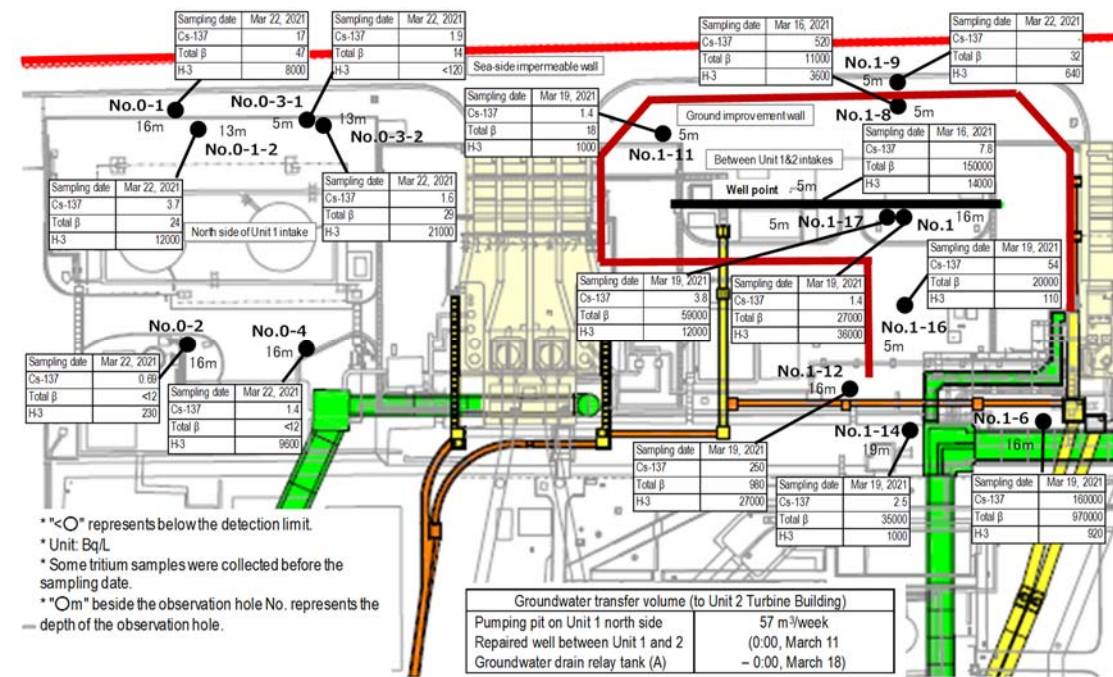 Sampling date Mar 22, 2021
Cs-137 17
Total β 47
H-3 8000
Sampling date Mar 22, 2021
Cs-137 1.9
Total β 14
H-3 <120
Sampling date Mar 16, 2021
Cs-137 520
Total β 11000
H-3 3600
Sampling date Mar 22, 2021
Cs-137 -
Total β 32
H-3 640
Sea-side impermeable wall
No.1-9
5m
No.0-1
16m
No.0-3-1
5m
13m
No.0-3-2
13m
No.0-1-2
Sampling date Mar 19, 2021
Cs-137 1.4
Total β 18
H-3 1000
5m
No.1-11
Ground improvement wall
5m
No.1-8
Sampling date Mar 16, 2021
Cs-137 7.8
Total β 150000
H-3 14000
Between Unit 1&2 intakes
Well point
5m
Sampling date Mar 22, 2021
Cs-137 3.7
Total β 24
H-3 12000
North side of Unit 1 intake
Sampling date Mar 22, 2021
Cs-137 1.6
Total β 29
H-3 21000
5m
No.1-17
No.1
16m
Sampling date Mar 19, 2021
Cs-137 54
Total β 20000
H-3 110
Sampling date Mar 19, 2021
Cs-137 3.8
Total β 59000
H-3 12000
Sampling date Mar 19, 2021
Cs-137 1.4
Total β 27000
H-3 36000
No.1-16
5m
No.0-2
16m
No.0-4
16m
Sampling date Mar 22, 2021
Cs-137 0.69
Total β <12
H-3 230
Sampling date Mar 22, 2021
Cs-137 1.4
Total β <12
H-3 9600
No.1-12
16m
No.1-14
19m
No.1-6
16m
Sampling date Mar 19, 2021
Cs-137 250
Total β 980
H-3 27000
Sampling date Mar 19, 2021
Cs-137 2.5
Total β 35000
H-3 1000
Sampling date Mar 19, 2021
Cs-137 160000
Total β 970000
H-3 920
* "<○" represents below the detection limit.
* Unit: Bq/L
* Some tritium samples were collected before the
sampling date.
* "○m" beside the observation hole No. represents the
depth of the observation hole.
Groundwater transfer volume (to Unit 2 Turbine Building)
Pumping pit on Unit 1 north side 57 m³/week
Repaired well between Unit 1 and 2 (0:00, March 11
Groundwater drain relay tank (A) – 0:00, March 18)